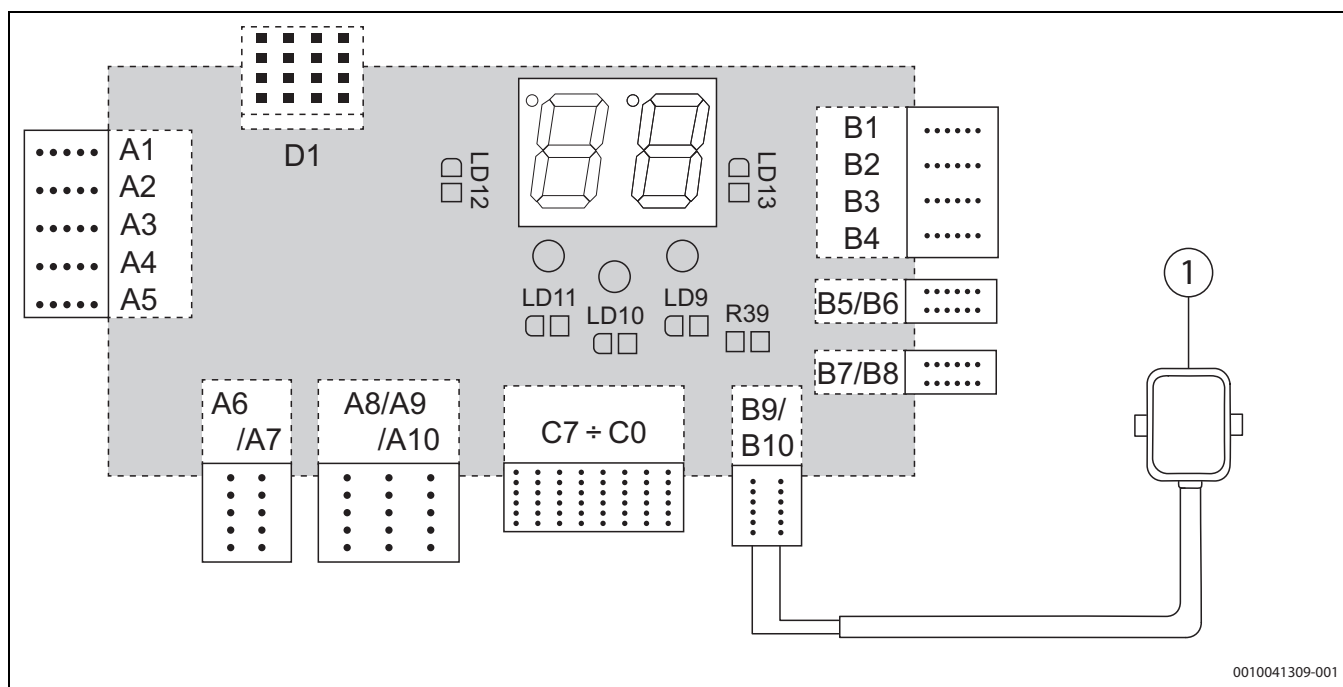 D1
A1
A2
A3
A4
A5
LD12
LD13
B1
B2
B3
B4
1
LD11
LD10
LD9
R39
B5/B6
B7/B8
A6
/A7
A8/A9
/A10
C7 ÷ C0
B9/
B10
0010041309-001